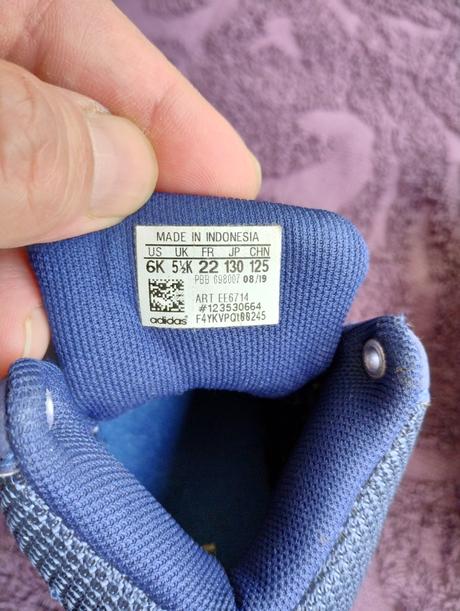 MADE IN INDONESIA
US UK FR JP CHN
6K 5½K 22 130 125
PBB 698007 08/19
ART EE6714
#123530664
adidas F4YKVPQ100245